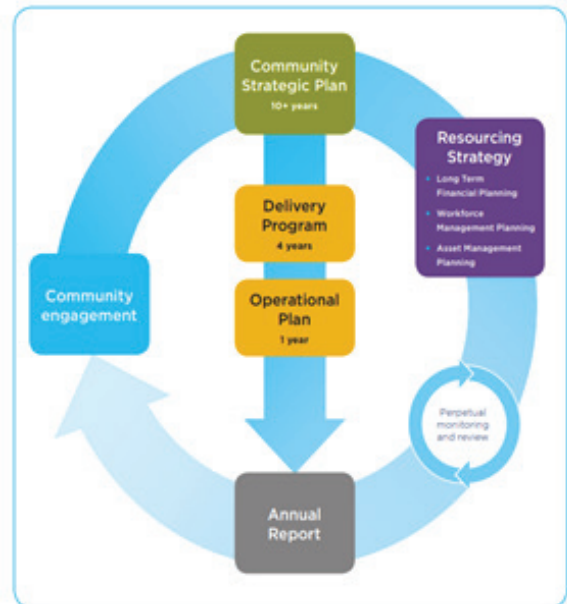 Community
Strategic Plan
10+ years
Resourcing
Strategy
• Long Term
Financial Planning
• Workforce
Management Planning
• Asset Management
Planning
Delivery
Program
4 years
Community
engagement
Operational
Plan
1 year
Perpetual
monitoring
and review
Annual
Report